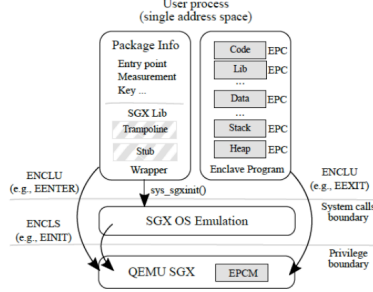 User process
(single address space)
Package Info
Entry point
Measurement
Key ...
SGX Lib
Trampoline
Stub
Wrapper
Code EPC
Lib EPC
...
Data EPC
...
Stack EPC
Heap EPC
Enclave Program
ENCLU
(e.g., EENTER)
sys_sgxinit()
ENCLU
(e.g., EEXIT)
System calls
boundary
ENCLS
(e.g., EINIT)
SGX OS Emulation
Privilege
boundary
QEMU SGX
EPCM